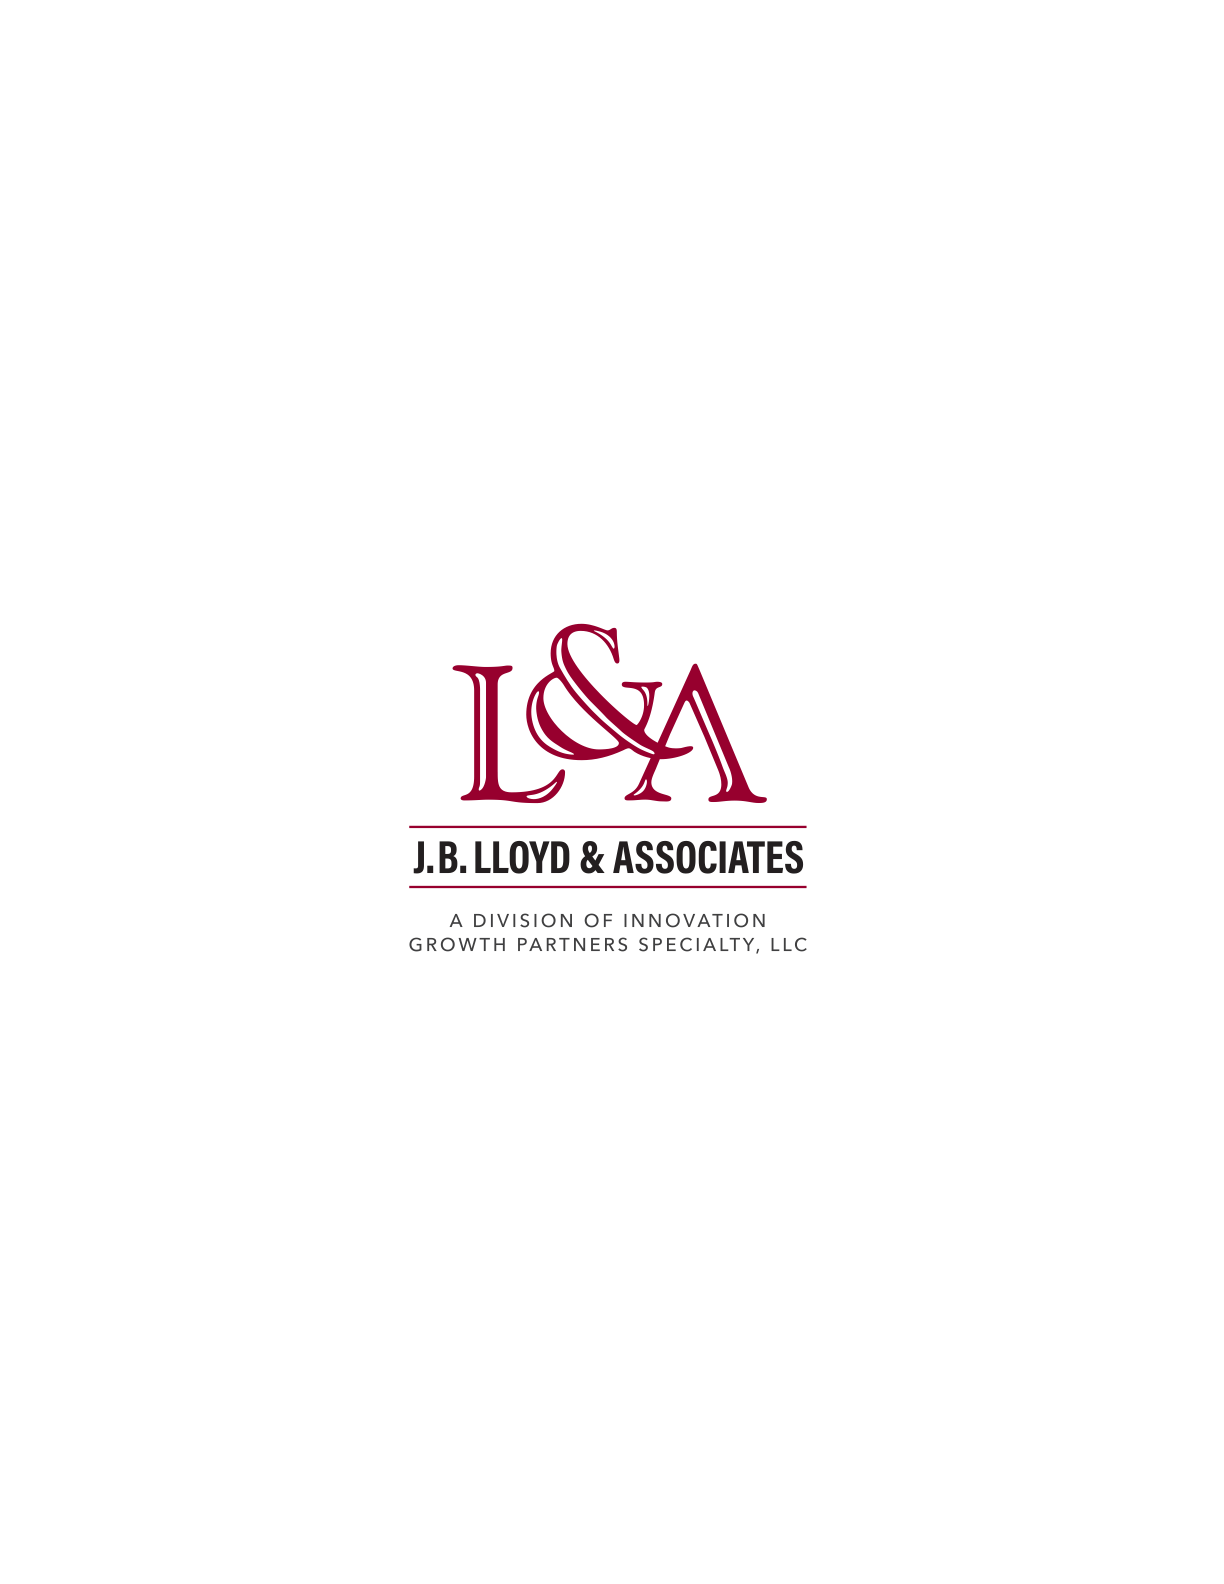 L&A
J.B. LLOYD & ASSOCIATES
A DIVISION OF INNOVATION
GROWTH PARTNERS SPECIALTY, LLC